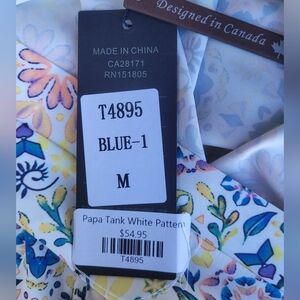 Designed in Canada
MADE IN CHINA
CA28171
RN151805
T4895
BLUE-1
M
Papa Tank White Pattern
$54.95
T4895